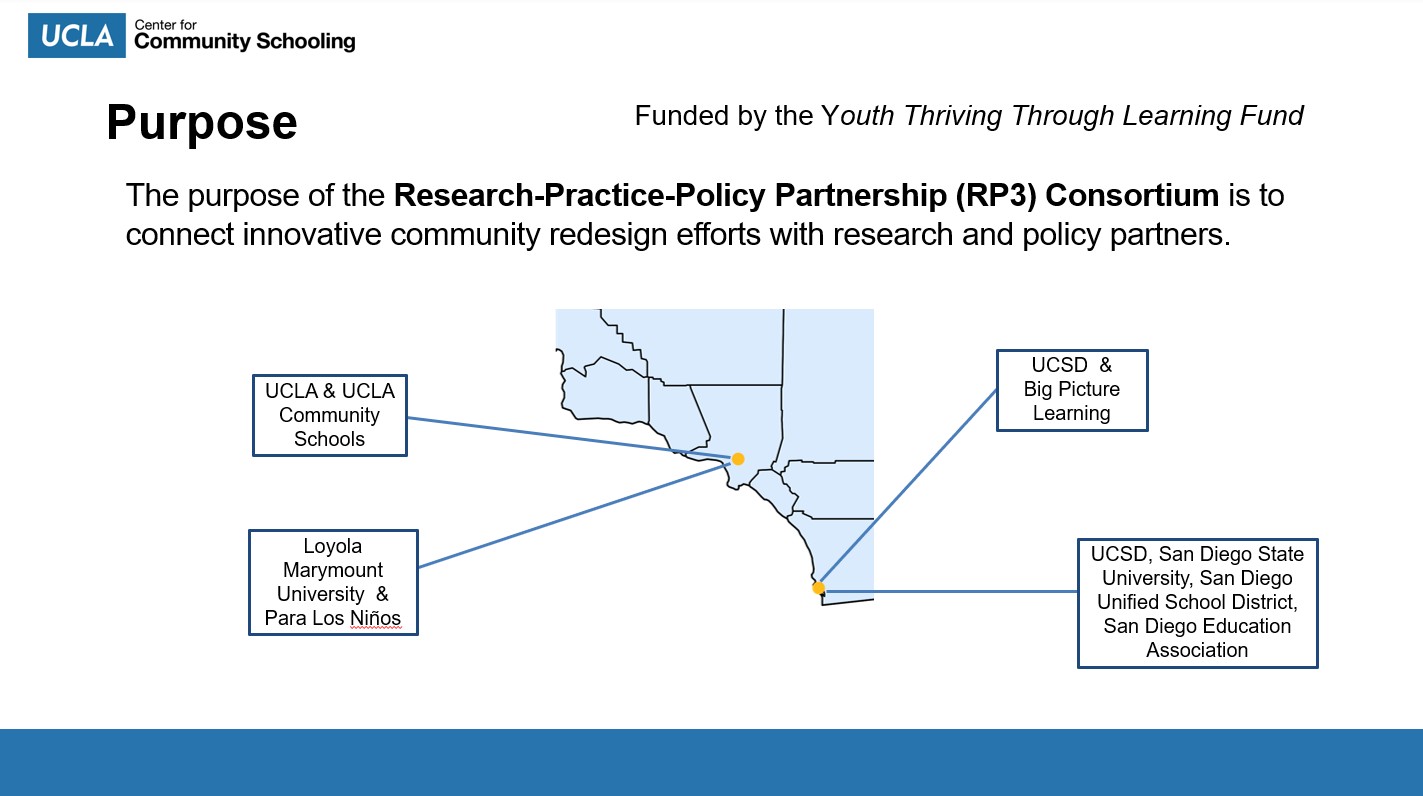 UCLA
Center for
Community Schooling
Purpose
Funded by the Youth Thriving Through Learning Fund
The purpose of the Research-Practice-Policy Partnership (RP3) Consortium is to
connect innovative community redesign efforts with research and policy partners.
UCLA & UCLA
Community
Schools
Loyola
Marymount
University &
Para Los Niños
UCSD &
Big Picture
Learning
UCSD, San Diego State
University, San Diego
Unified School District,
San Diego Education
Association